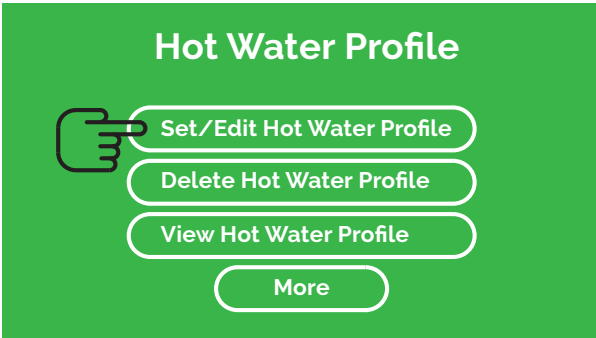 Hot Water Profile
Set/Edit Hot Water Profile
Delete Hot Water Profile
View Hot Water Profile
More